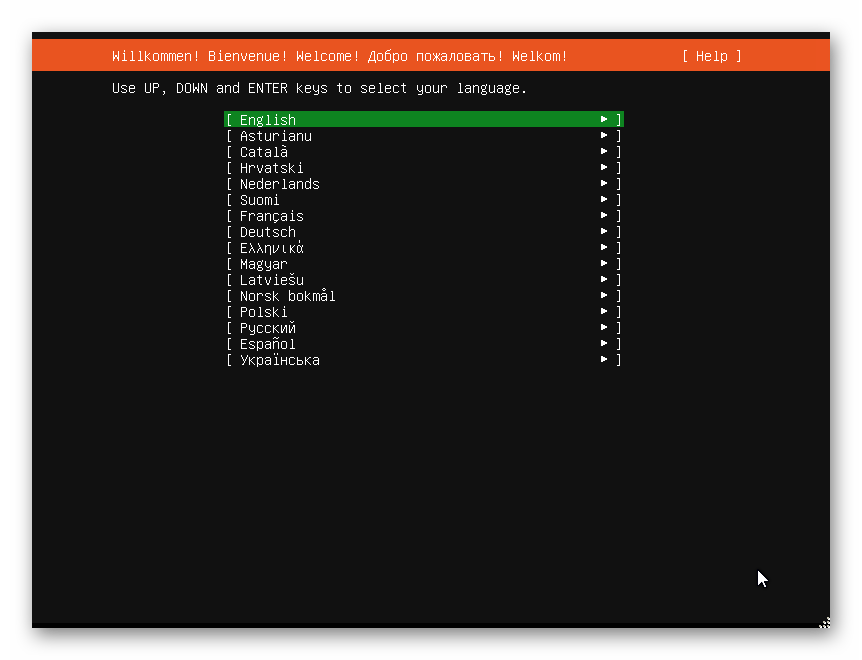 Willkommen! Bienvenue! Welcome! Добро пожаловать! Welkom! [ Help ]
Use UP, DOWN and ENTER keys to select your language.
[ English ▸ ]
[ Asturianu ▸ ]
[ Català ▸ ]
[ Hrvatski ▸ ]
[ Nederlands ▸ ]
[ Suomi ▸ ]
[ Français ▸ ]
[ Deutsch ▸ ]
[ Ελληνικά ▸ ]
[ Magyar ▸ ]
[ Latviešu ▸ ]
[ Norsk bokmål ▸ ]
[ Polski ▸ ]
[ Русский ▸ ]
[ Español ▸ ]
[ Українська ▸ ]